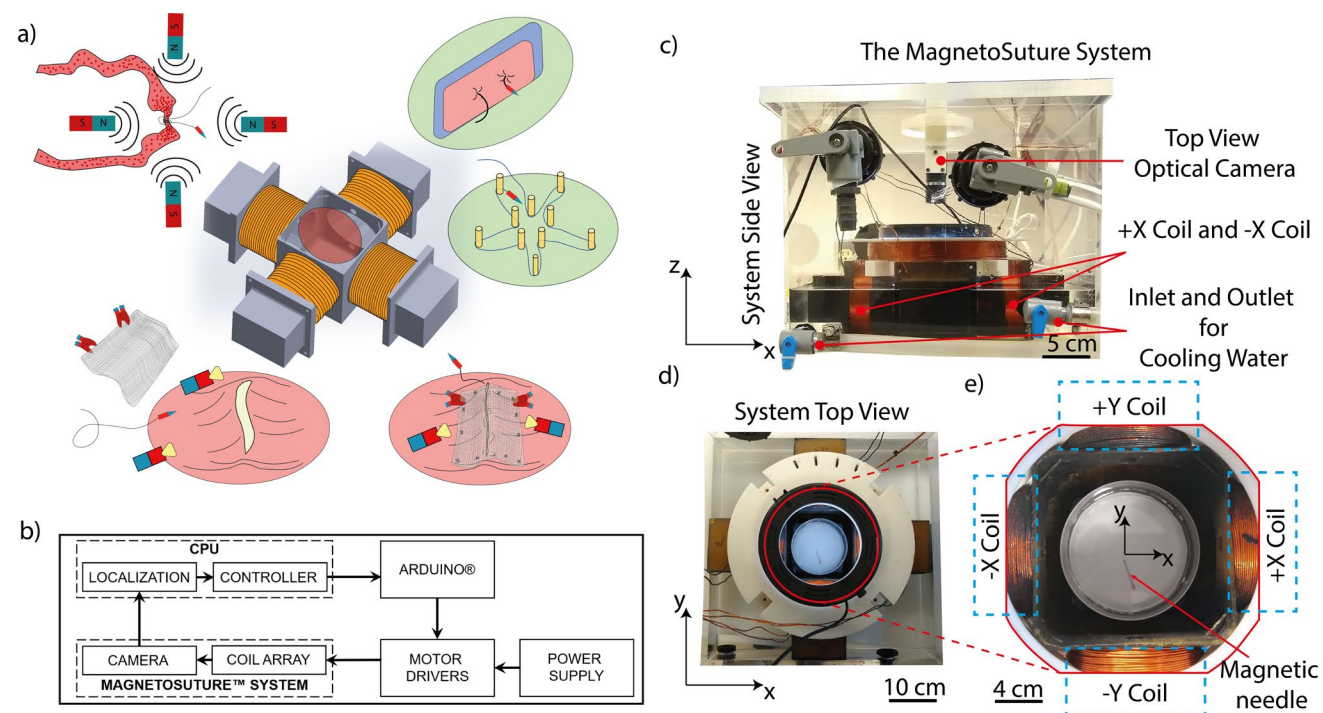 a)
S
N
S N
N S
N
S
b)
CPU
LOCALIZATION
CONTROLLER
ARDUINO®
CAMERA
COIL ARRAY
MAGNETOSUTURE™ SYSTEM
MOTOR
DRIVERS
POWER
SUPPLY
c)
The MagnetoSuture System
System Side View
z
x
Top View
Optical Camera
+X Coil and -X Coil
Inlet and Outlet
for
Cooling Water
5 cm
d)
System Top View
y
x
10 cm
e)
+Y Coil
-X Coil
+X Coil
y
x
-Y Coil
4 cm
Magnetic
needle